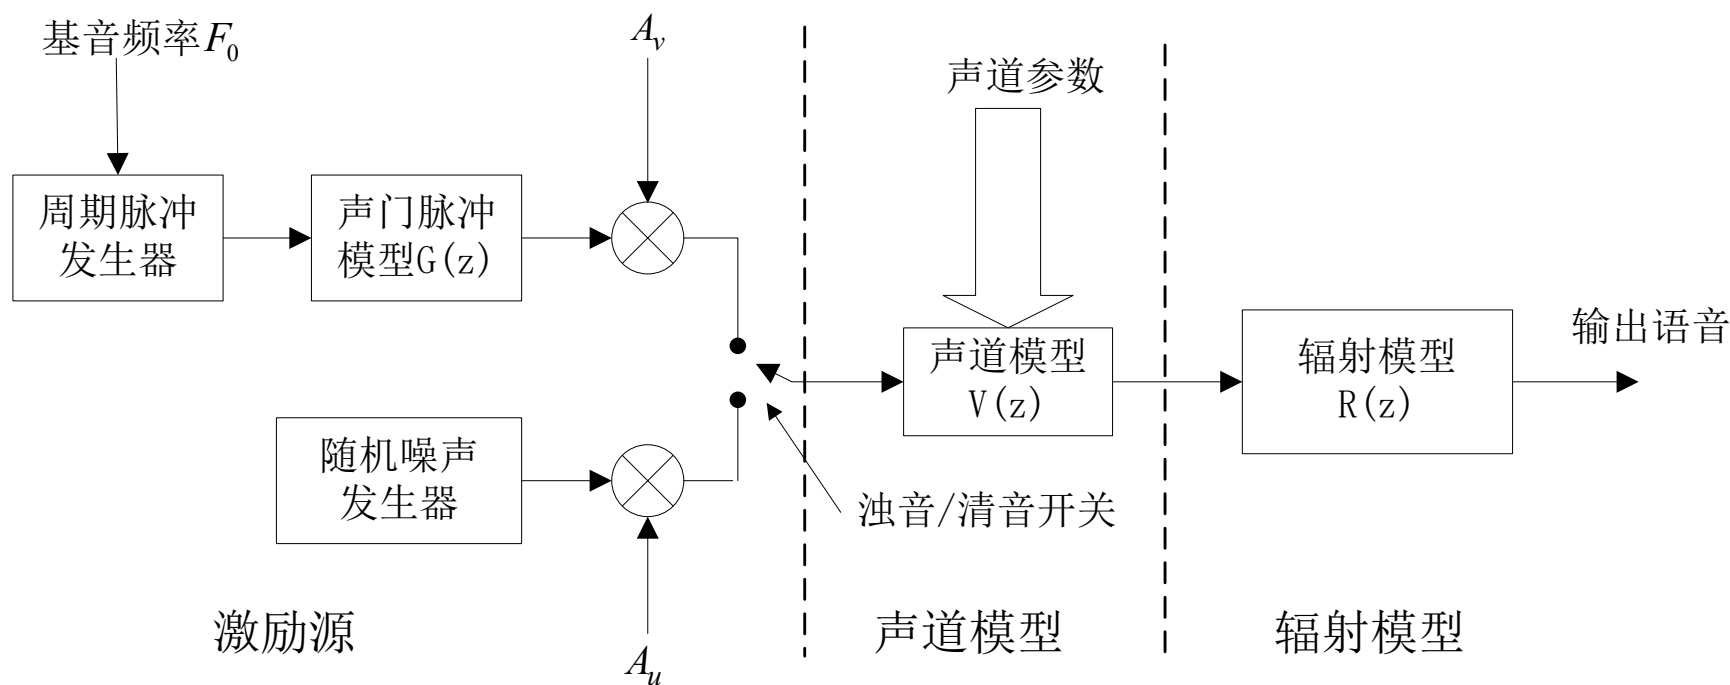 基音频率F₀
Aᵥ
声道参数
周期脉冲
发生器
声门脉冲
模型G(z)
声道模型
V(z)
辐射模型
R(z)
输出语音
随机噪声
发生器
浊音/清音开关
Aᵤ
激励源
声道模型
辐射模型